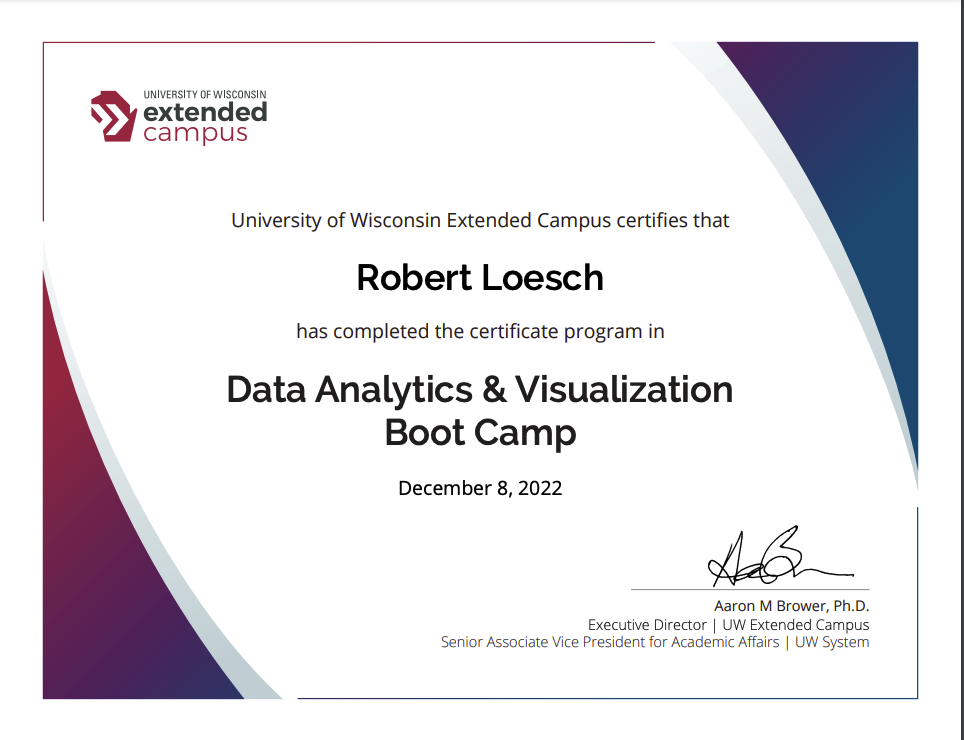 UNIVERSITY OF WISCONSIN
extended
campus
University of Wisconsin Extended Campus certifies that
Robert Loesch
has completed the certificate program in
Data Analytics & Visualization
Boot Camp
December 8, 2022
Aaron M Brower, Ph.D.
Executive Director | UW Extended Campus
Senior Associate Vice President for Academic Affairs | UW System